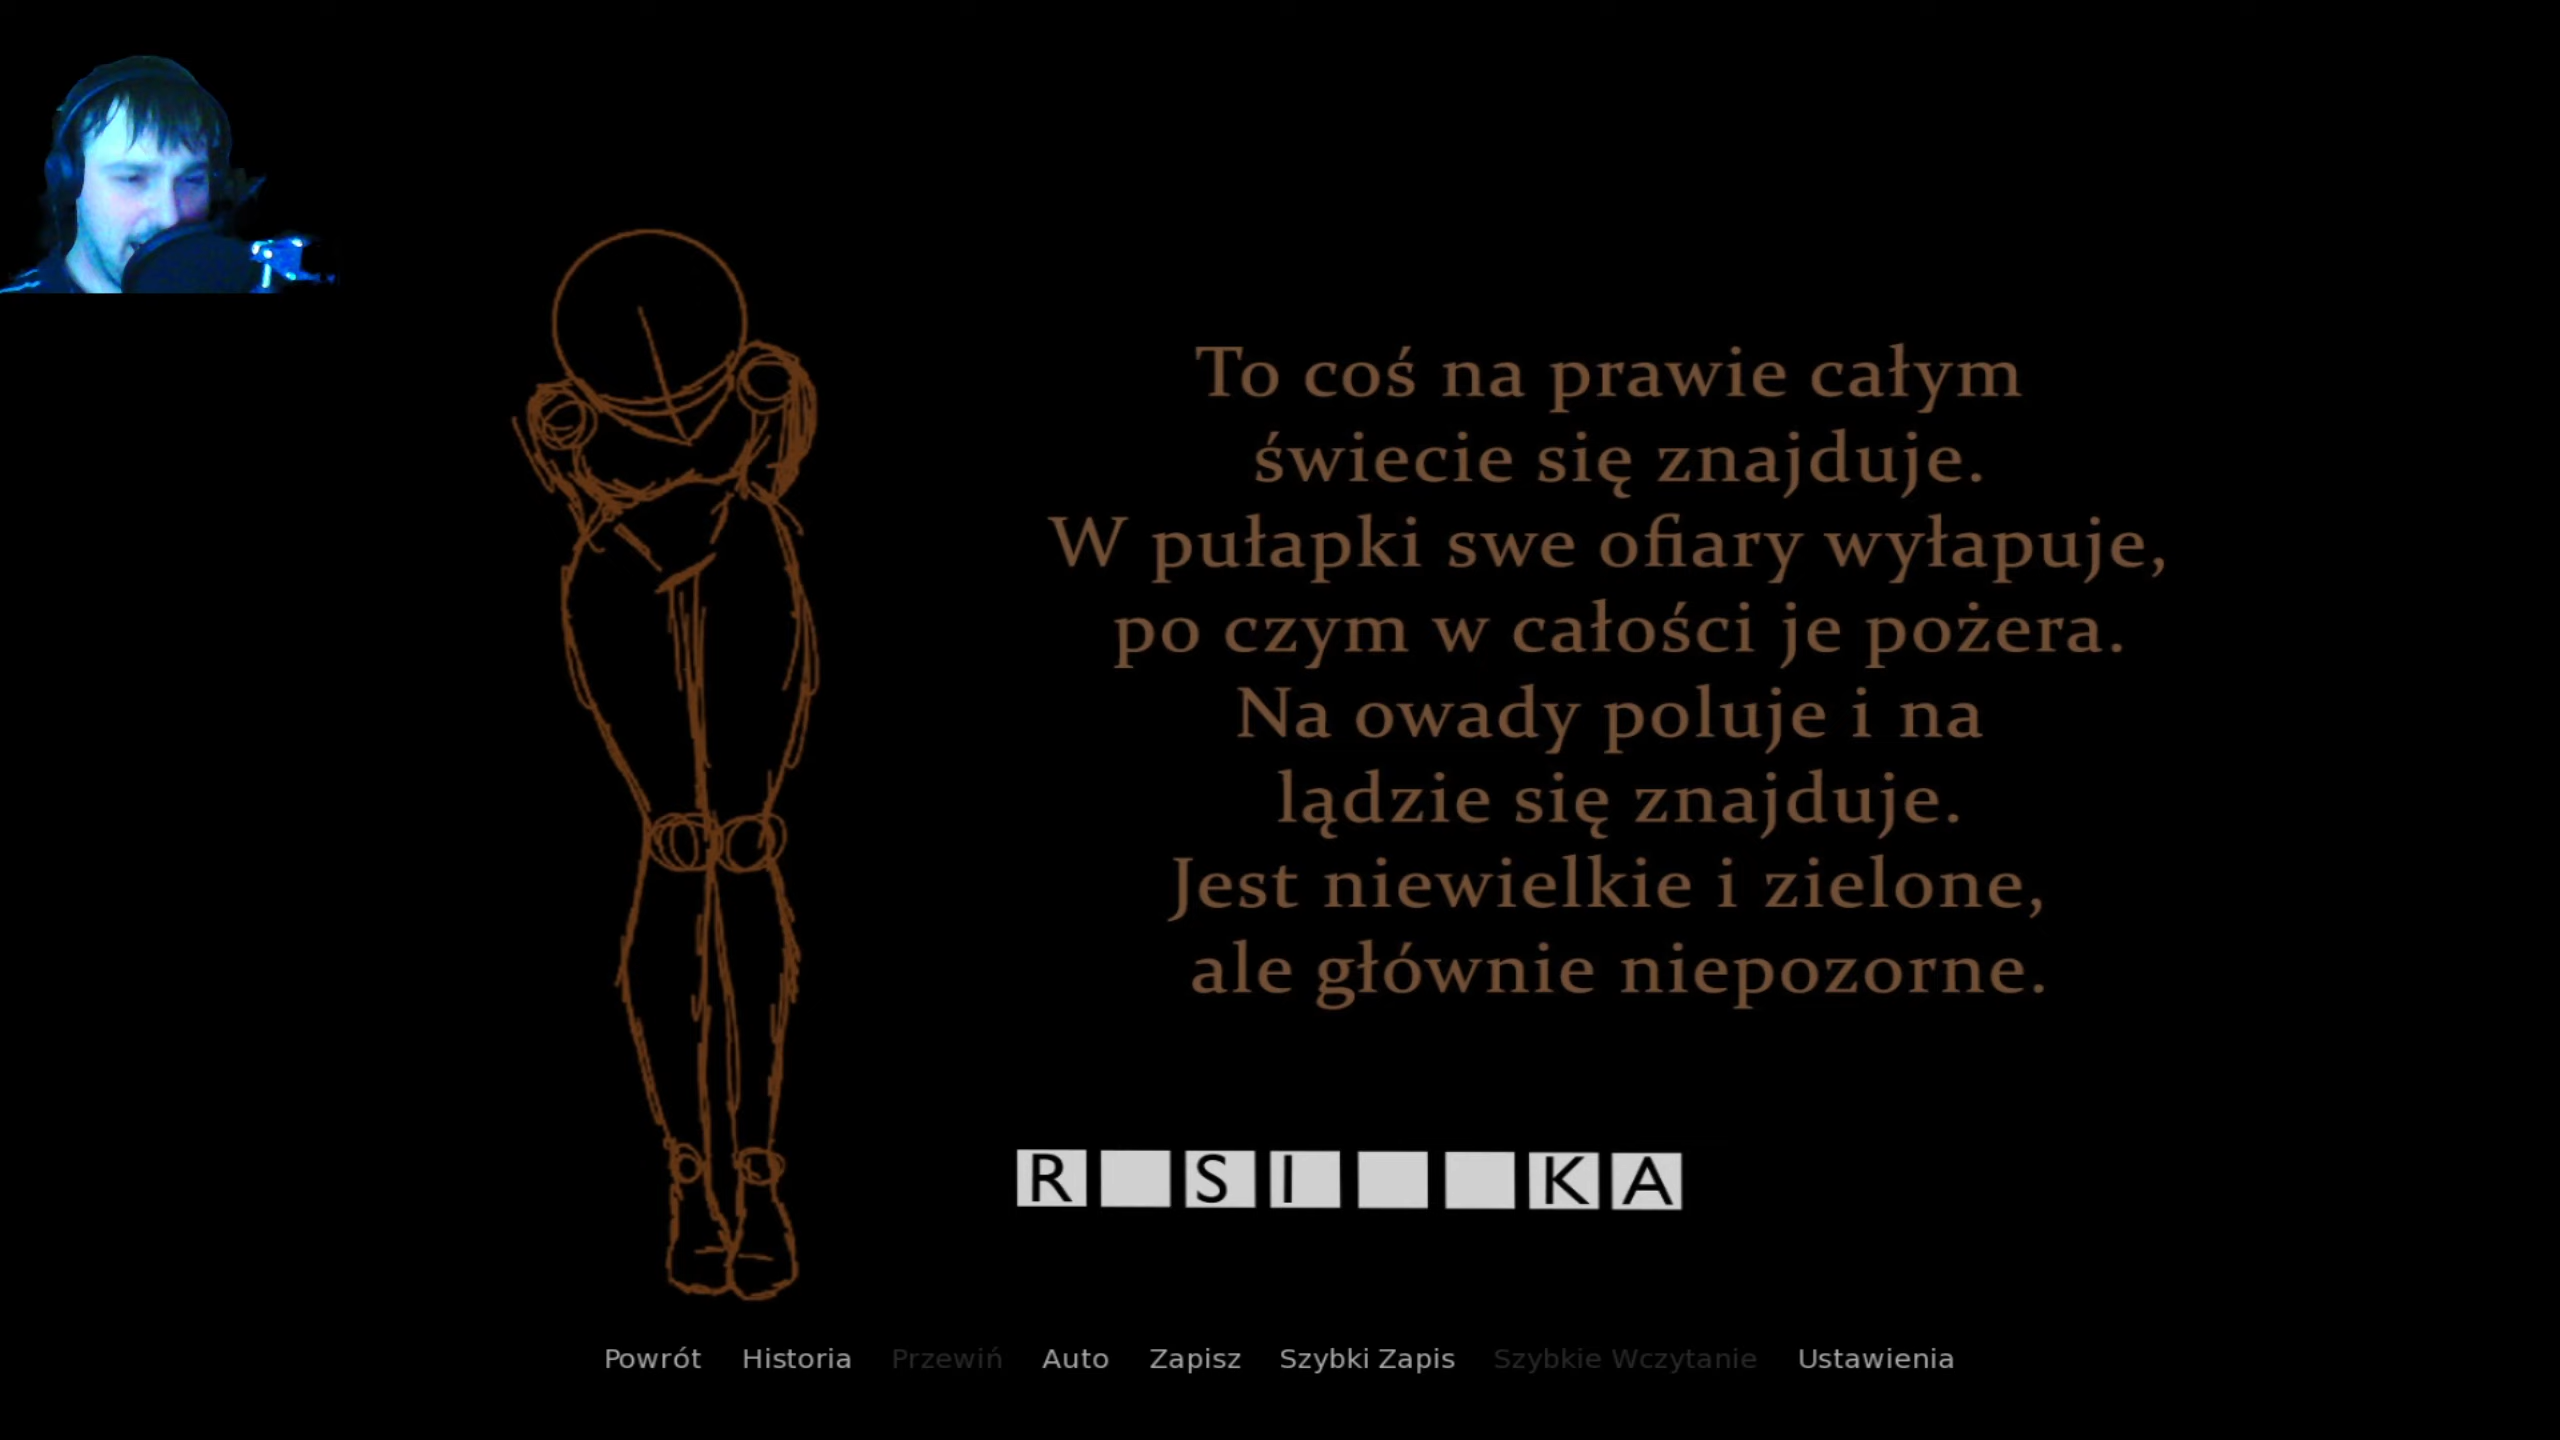 To coś na prawie całym
świecie się znajduje.
W pułapki swe ofiary wyłapuje,
po czym w całości je pożera.
Na owady poluje i na
lądzie się znajduje.
Jest niewielkie i zielone,
ale głównie niepozorne.
R S I K A
Powrót Historia Przewiń Auto Zapisz Szybki Zapis Szybkie Wczytanie Ustawienia